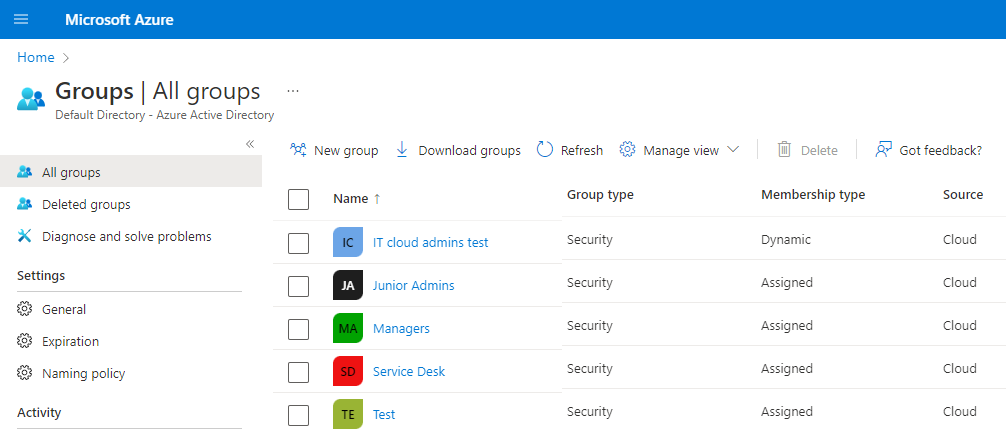 Microsoft Azure
Home >
Groups | All groups ...
Default Directory - Azure Active Directory
«
All groups
Deleted groups
Diagnose and solve problems
Settings
General
Expiration
Naming policy
Activity
New group Download groups Refresh Manage view Delete Got feedback?
Name ↑ Group type Membership type Source
IC IT cloud admins test Security Dynamic Cloud
JA Junior Admins Security Assigned Cloud
MA Managers Security Assigned Cloud
SD Service Desk Security Assigned Cloud
TE Test Security Assigned Cloud